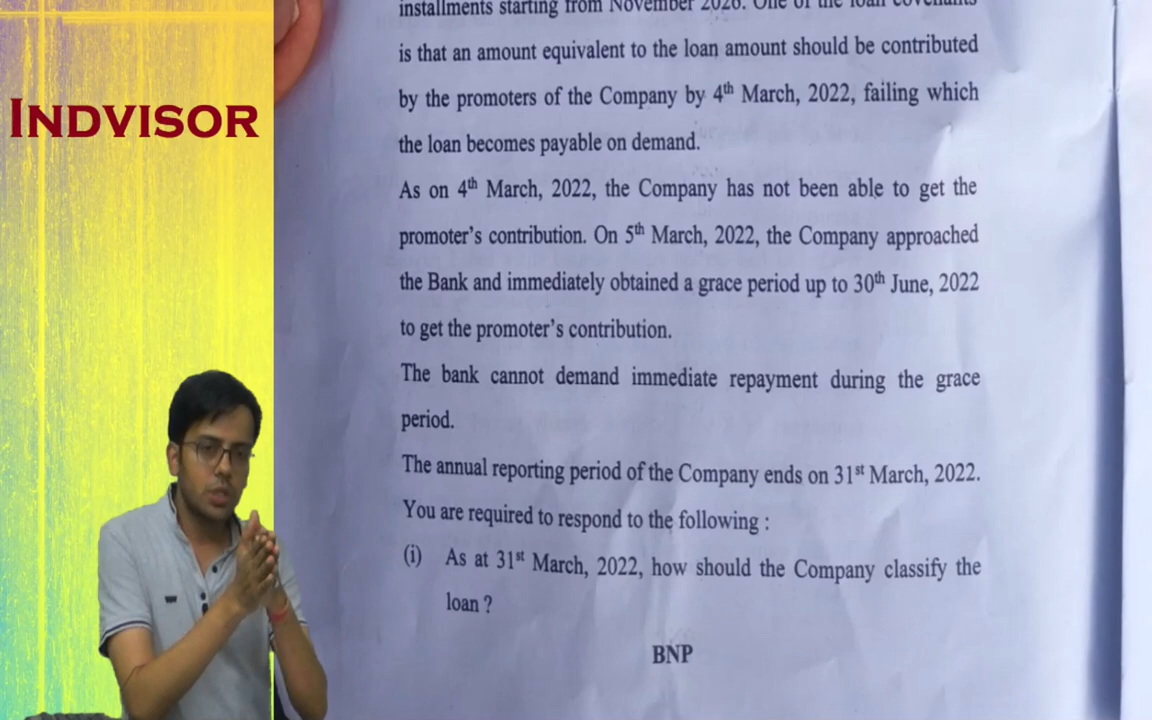 INDVISOR
installments starting from November 2026. One of the loan covenants
is that an amount equivalent to the loan amount should be contributed
by the promoters of the Company by 4th March, 2022, failing which
the loan becomes payable on demand.
As on 4th March, 2022, the Company has not been able to get the
promoter's contribution. On 5th March, 2022, the Company approached
the Bank and immediately obtained a grace period up to 30th June, 2022
to get the promoter's contribution.
The bank cannot demand immediate repayment during the grace
period.
The annual reporting period of the Company ends on 31st March, 2022.
You are required to respond to the following :
(i) As at 31st March, 2022, how should the Company classify the
loan ?
BNP